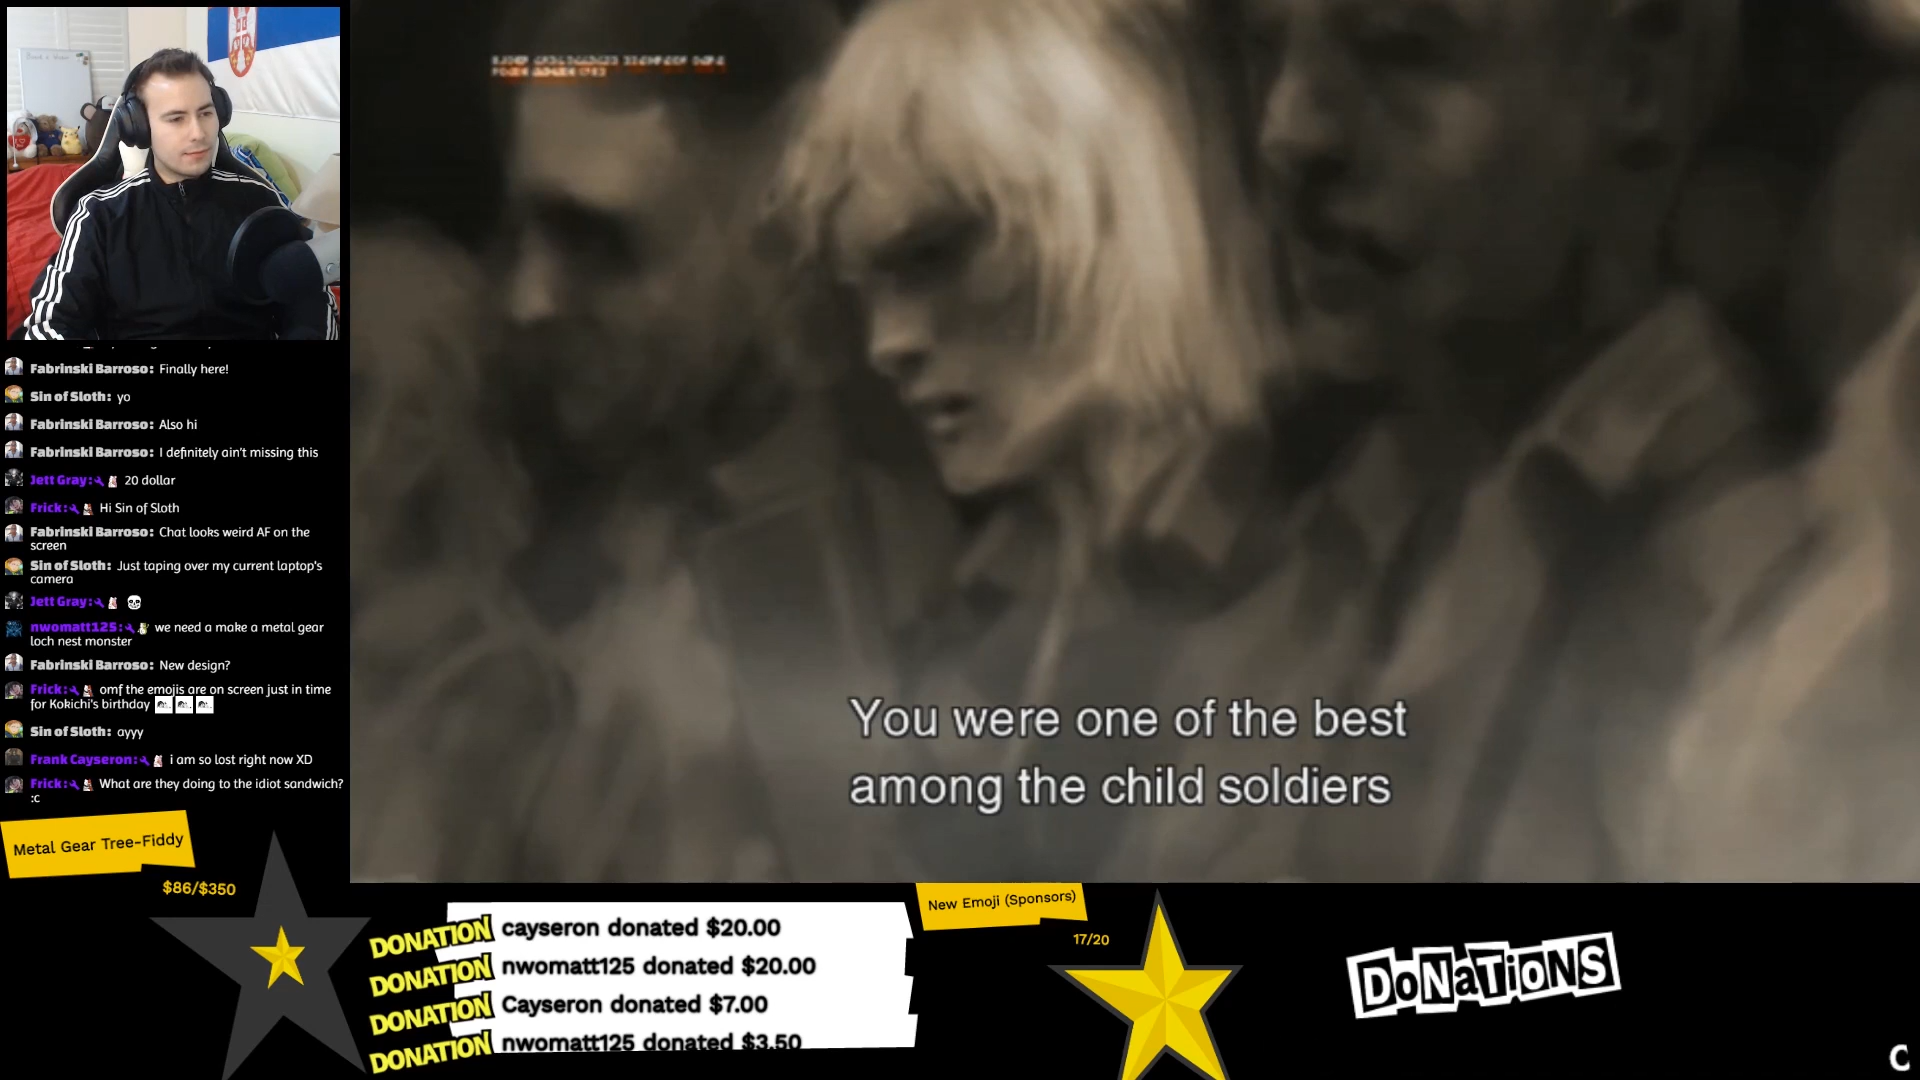 Fabrinski Barroso: Finally here!
Sin of Sloth: yo
Fabrinski Barroso: Also hi
Fabrinski Barroso: I definitely ain't missing this
Jett Gray: 20 dollar
Frick: Hi Sin of Sloth
Fabrinski Barroso: Chat looks weird AF on the
screen
Sin of Sloth: Just taping over my current laptop's
camera
Jett Gray:
nwomatt125: we need a make a metal gear
loch nest monster
Fabrinski Barroso: New design?
Frick: omf the emojis are on screen just in time
for Kokichi's birthday
Sin of Sloth: ayyy
Frank Cayseron: i am so lost right now XD
Frick: What are they doing to the idiot sandwich?
:c
You were one of the best
among the child soldiers
Metal Gear Tree-Fiddy
$86/$350
DONATION cayseron donated $20.00
DONATION nwomatt125 donated $20.00
DONATION Cayseron donated $7.00
DONATION nwomatt125 donated $3.50
New Emoji (Sponsors)
17/20
DoNaTioNS
C